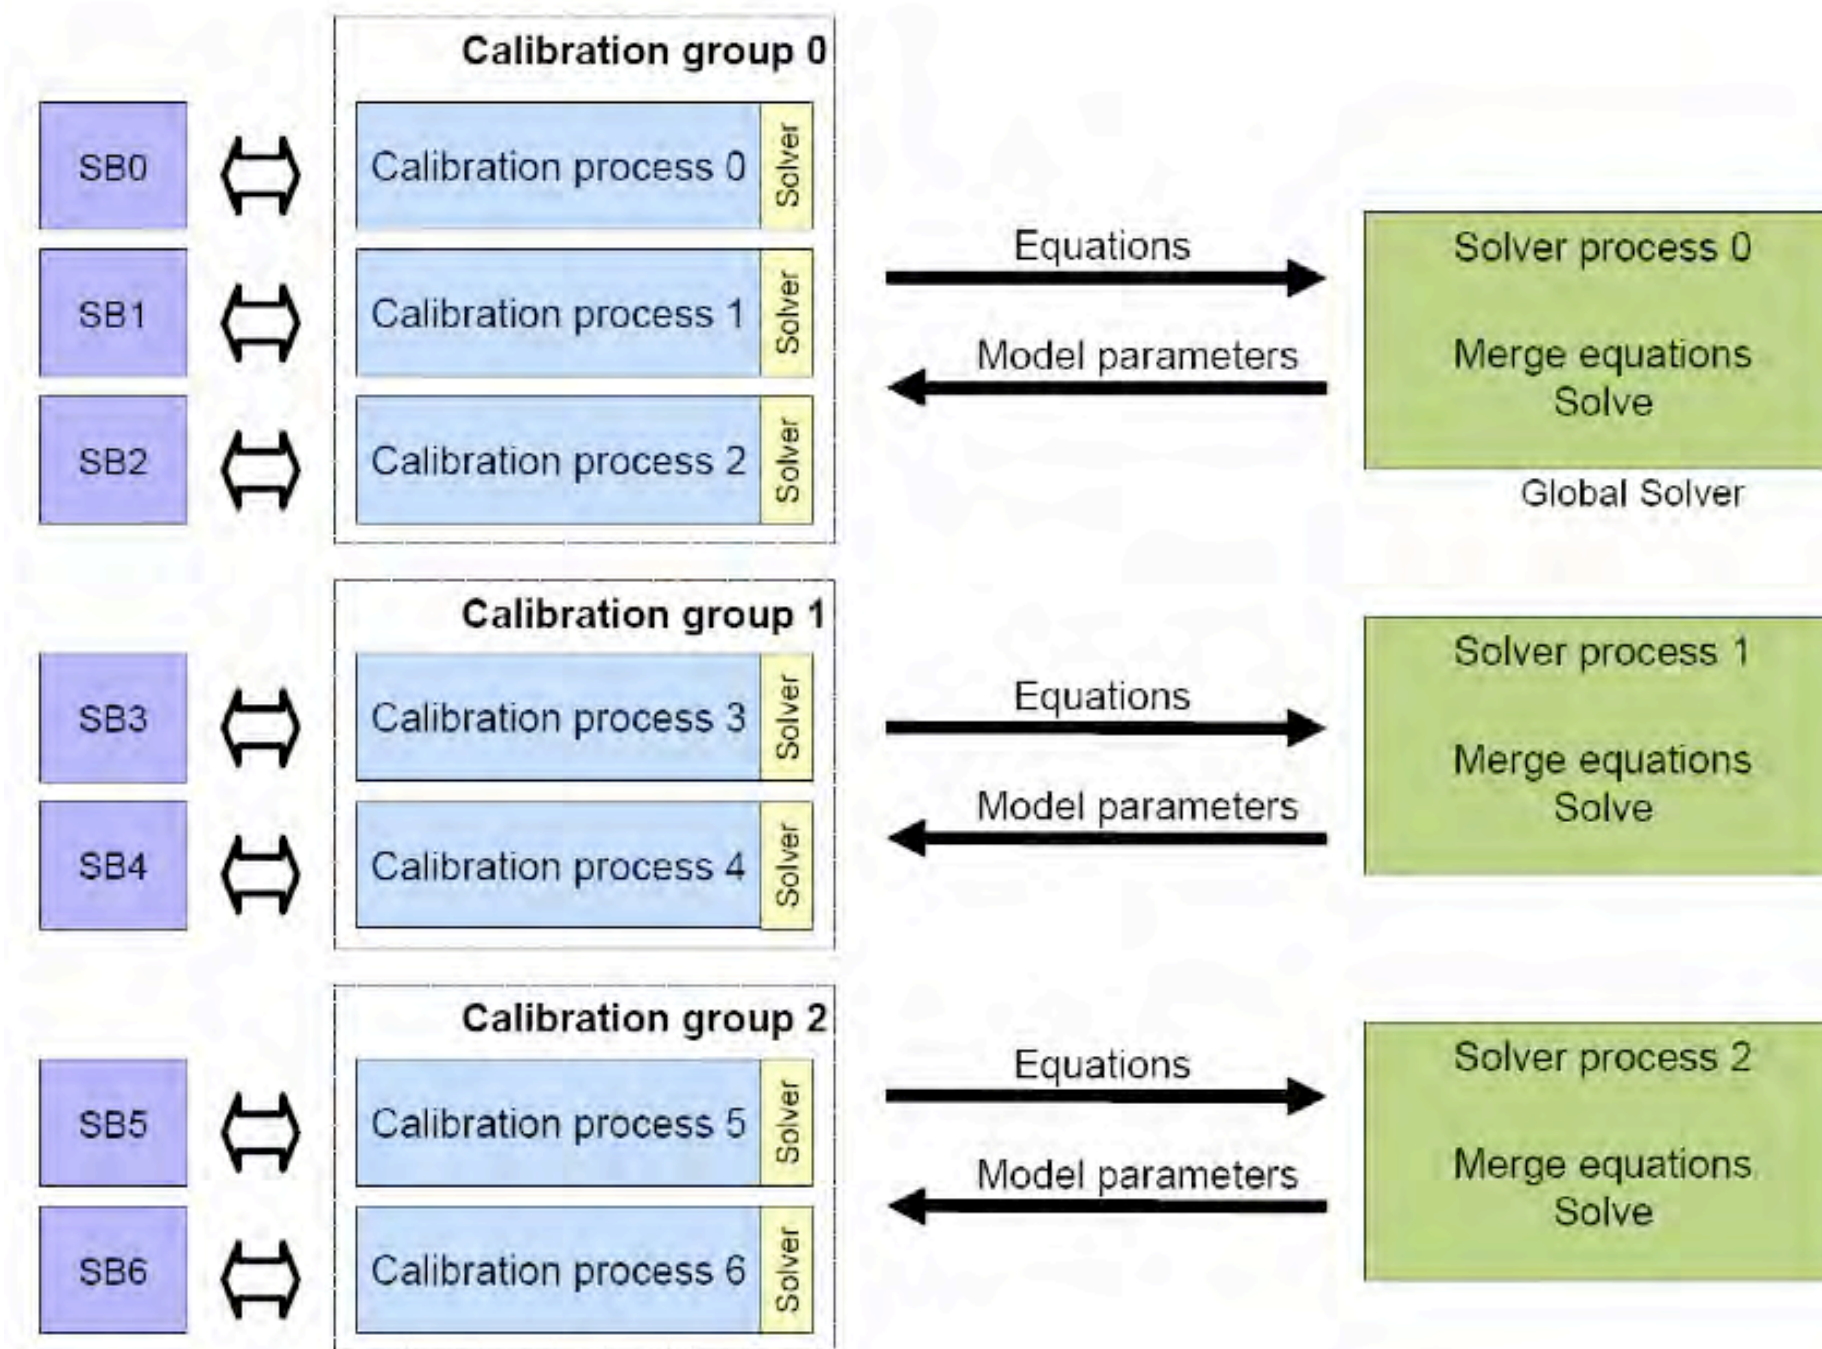 Calibration group 0
SB0
Calibration process 0
Solver
SB1
Calibration process 1
Solver
SB2
Calibration process 2
Solver
Equations
Model parameters
Solver process 0
Merge equations
Solve
Global Solver
Calibration group 1
SB3
Calibration process 3
Solver
SB4
Calibration process 4
Solver
Equations
Model parameters
Solver process 1
Merge equations
Solve
Calibration group 2
SB5
Calibration process 5
Solver
SB6
Calibration process 6
Solver
Equations
Model parameters
Solver process 2
Merge equations
Solve